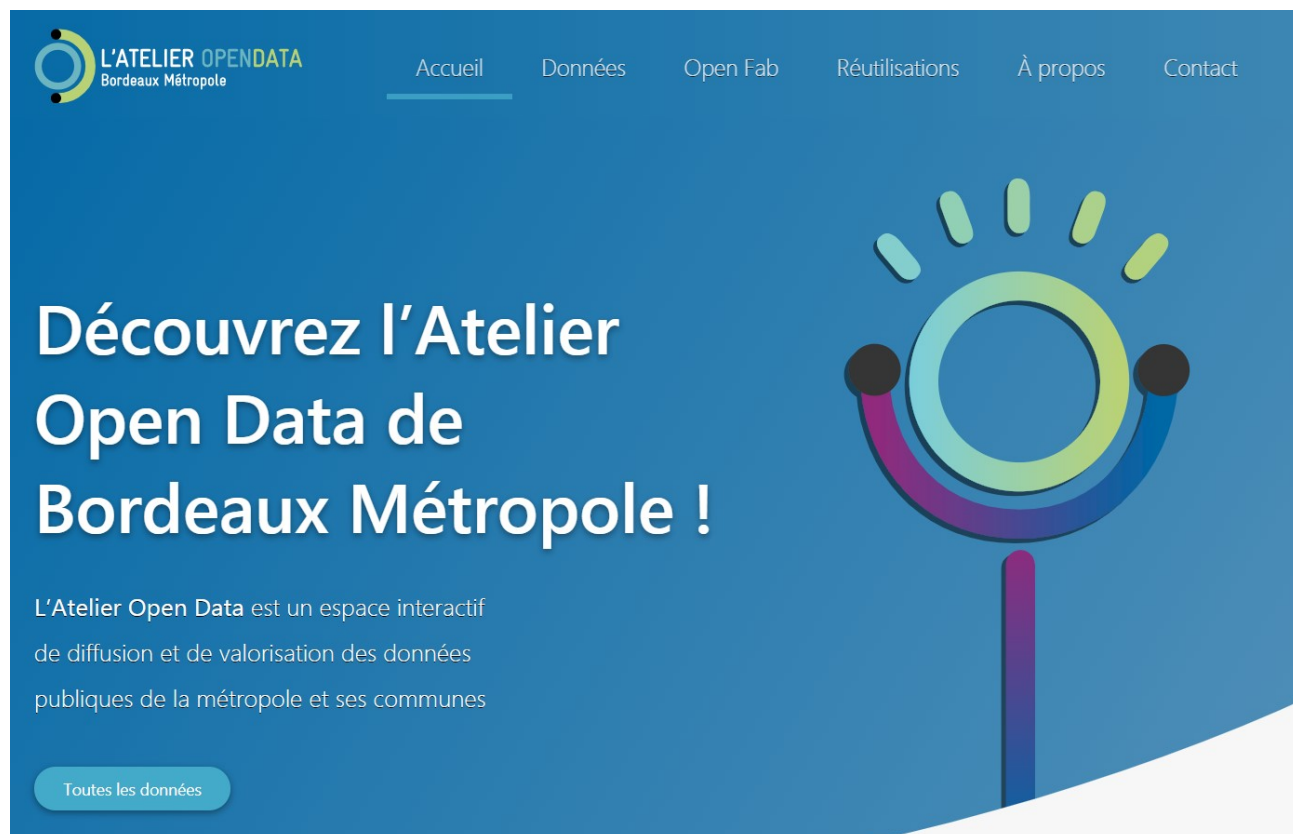 L'ATELIER OPENDATA
Bordeaux Métropole
Accueil Données Open Fab Réutilisations À propos Contact
Découvrez l’Atelier
Open Data de
Bordeaux Métropole !
L’Atelier Open Data est un espace interactif
de diffusion et de valorisation des données
publiques de la métropole et ses communes
Toutes les données